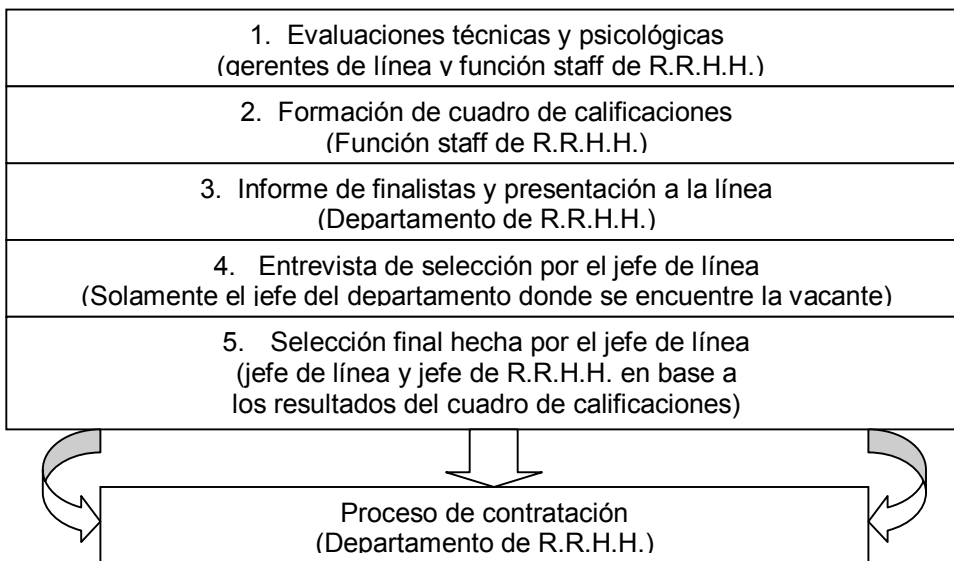 1. Evaluaciones técnicas y psicológicas
(gerentes de línea y función staff de R.R.H.H.)
2. Formación de cuadro de calificaciones
(Función staff de R.R.H.H.)
3. Informe de finalistas y presentación a la línea
(Departamento de R.R.H.H.)
4. Entrevista de selección por el jefe de línea
(Solamente el jefe del departamento donde se encuentre la vacante)
5. Selección final hecha por el jefe de línea
(jefe de línea y jefe de R.R.H.H. en base a
los resultados del cuadro de calificaciones)
Proceso de contratación
(Departamento de R.R.H.H.)